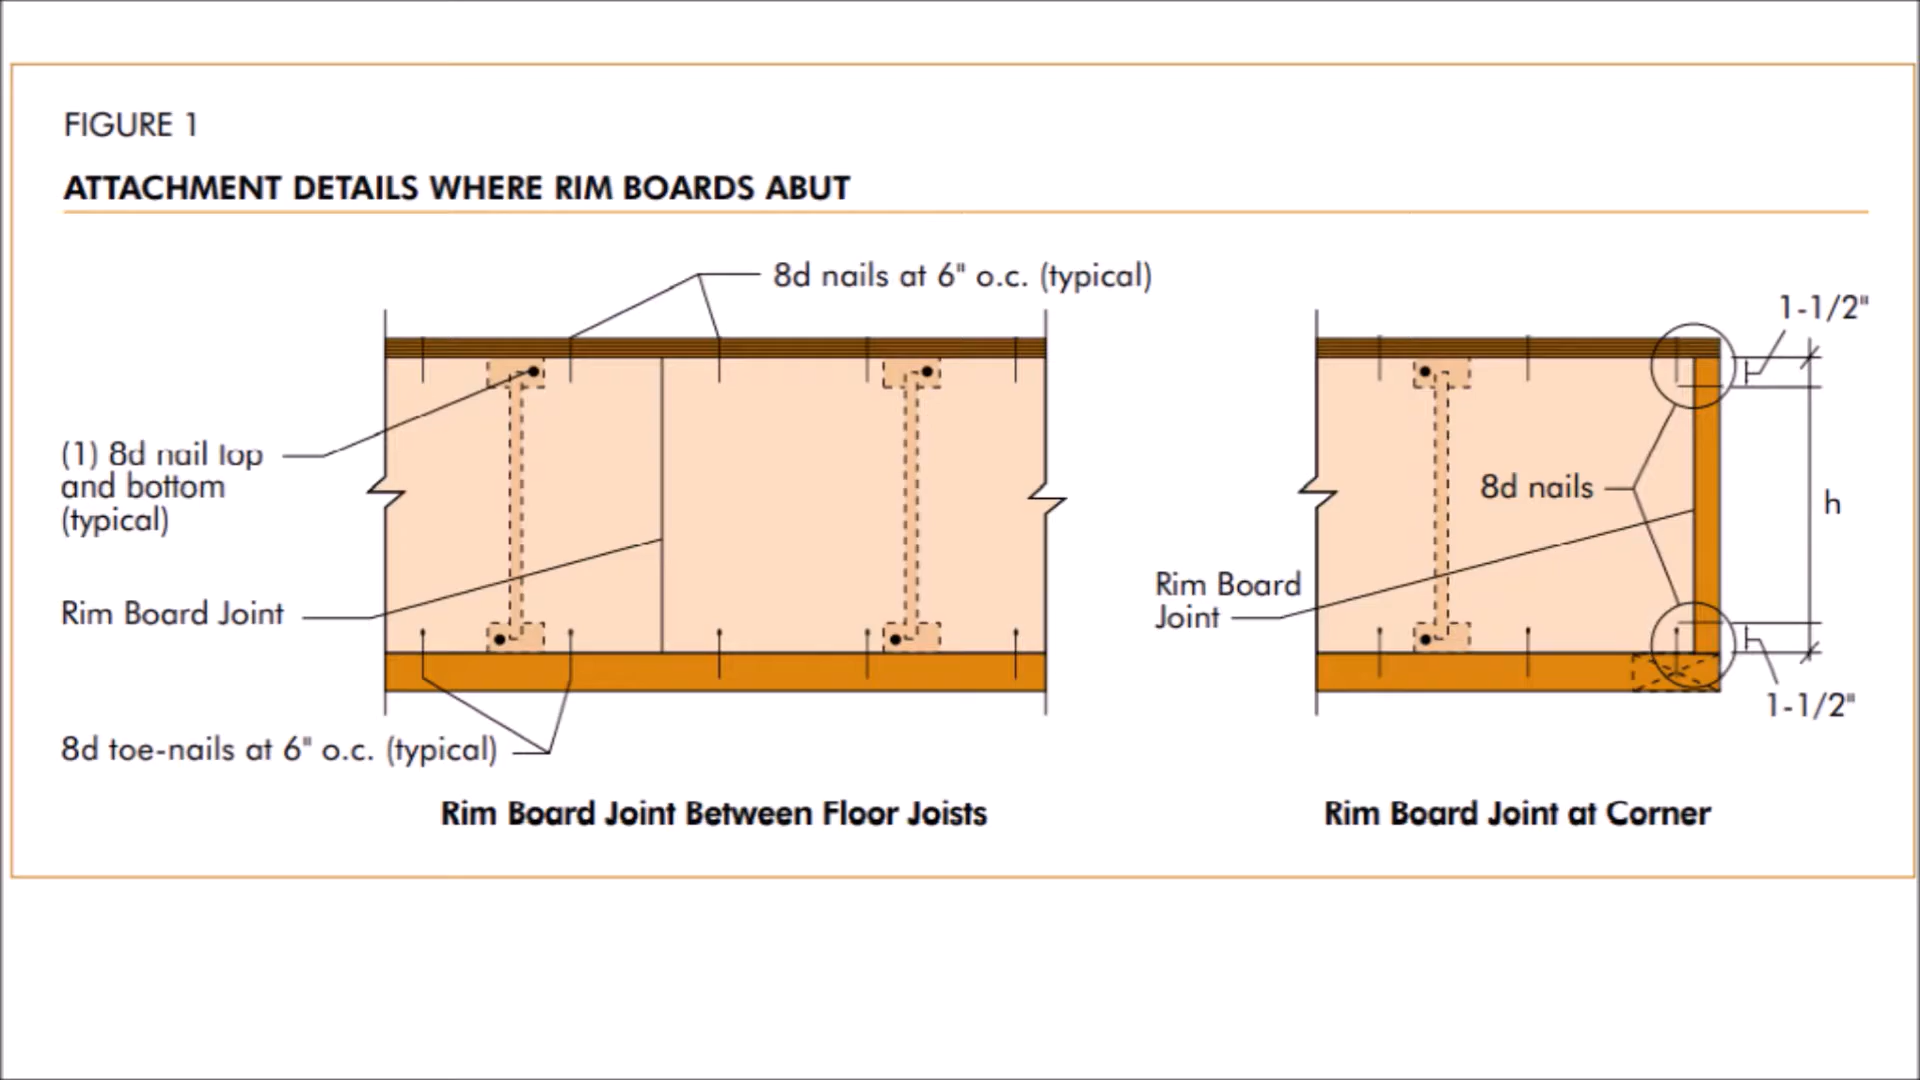 FIGURE 1
ATTACHMENT DETAILS WHERE RIM BOARDS ABUT
8d nails at 6" o.c. (typical)
1-1/2"
(1) 8d nail top
and bottom
(typical)
8d nails
h
Rim Board Joint
Rim Board
Joint
1-1/2"
8d toe-nails at 6" o.c. (typical)
Rim Board Joint Between Floor Joists
Rim Board Joint at Corner